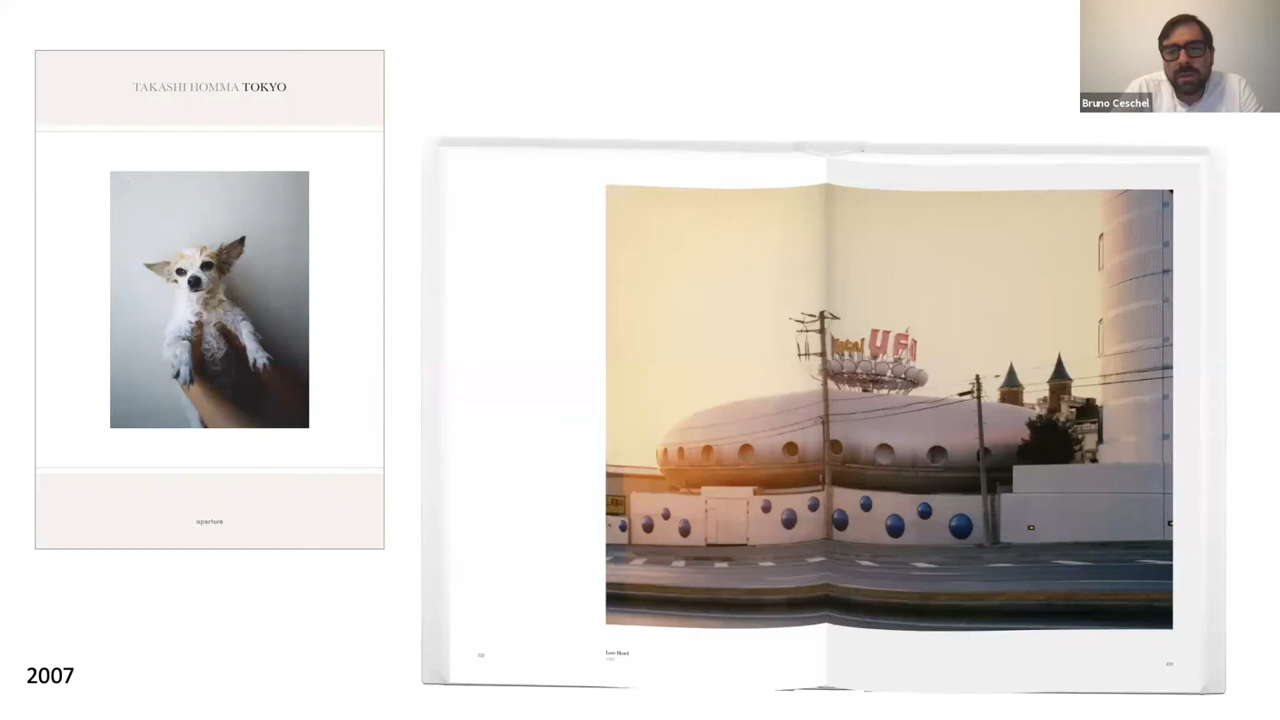 TAKASHI HOMMA TOKYO
aperture
2007
Hotel UFO
Love Hotel
Bruno Ceschel